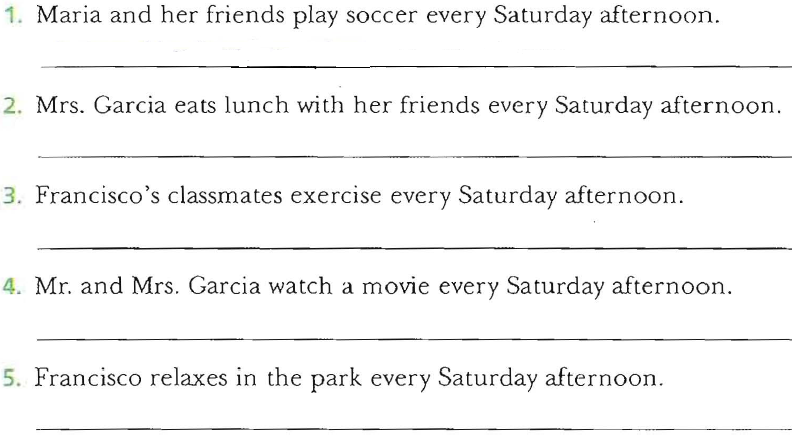 1. Maria and her friends play soccer every Saturday afternoon.
2. Mrs. Garcia eats lunch with her friends every Saturday afternoon.
3. Francisco's classmates exercise every Saturday afternoon.
4. Mr. and Mrs. Garcia watch a movie every Saturday afternoon.
5. Francisco relaxes in the park every Saturday afternoon.